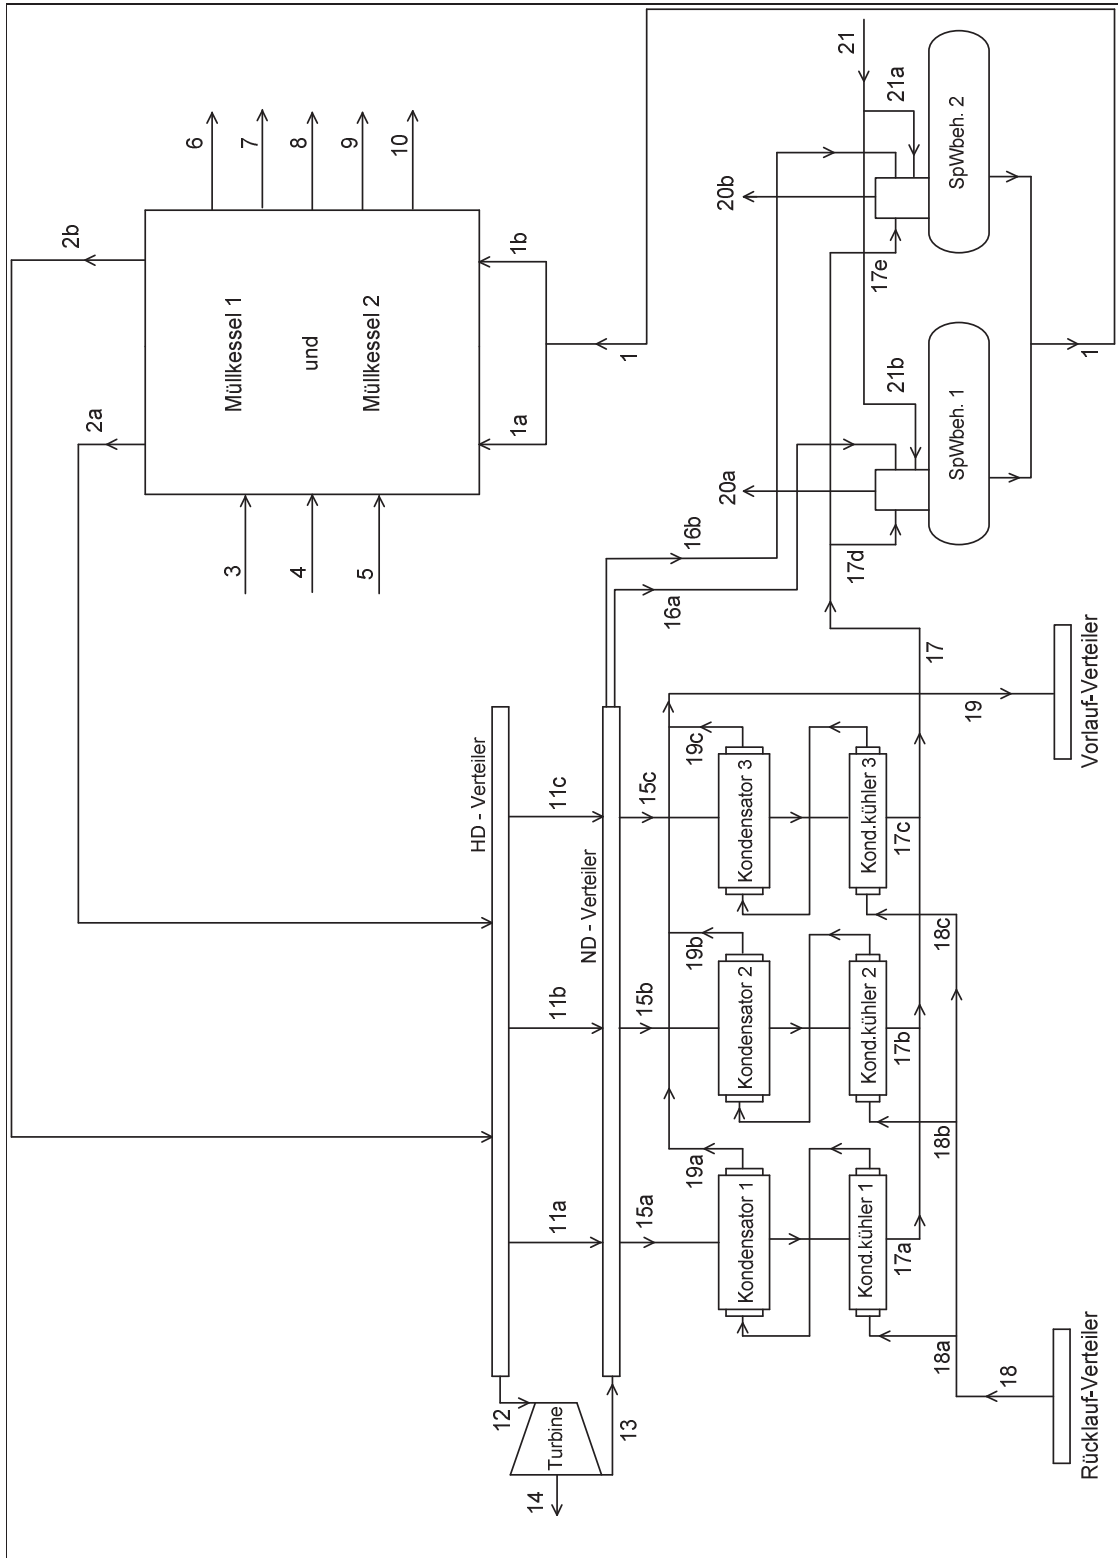 2b
2a
6
7
8
9
10
Müllkessel 1
und
Müllkessel 2
3
4
5
1b
1a
1
21
21a
SpWbeh. 2
20b
17e
21b
SpWbeh. 1
20a
17d
1
16b
16a
17
HD - Verteiler
11c
11b
11a
ND - Verteiler
15c
15b
15a
12
Turbine
14
13
19c
Kondensator 3
Kond.kühler 3
17c
18c
19b
Kondensator 2
Kond.kühler 2
17b
18b
19a
Kondensator 1
Kond.kühler 1
17a
18a
19
Vorlauf-Verteiler
18
Rücklauf-Verteiler